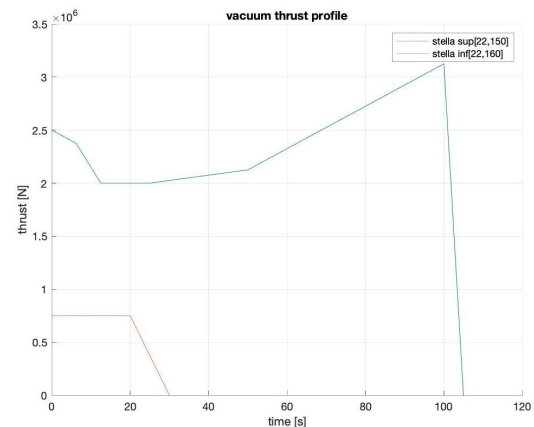 vacuum thrust profile
×10⁶
3.5
3
2.5
2
1.5
1
0.5
0
thrust [N]
stella sup[22,150]
stella inf[22,160]
0 20 40 60 80 100 120
time [s]